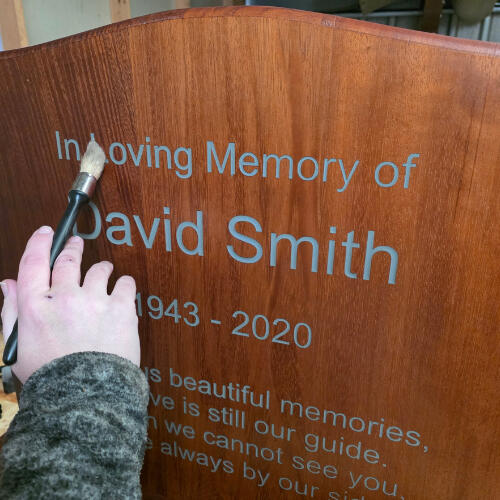 In Loving Memory of
David Smith
1943 - 2020
beautiful memories,
is still our guide.
we cannot see you
always by our